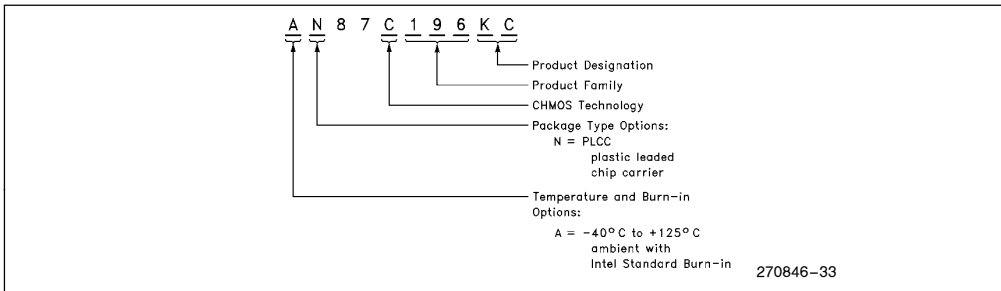 A N 8 7 C 1 9 6 K C
Product Designation
Product Family
CHMOS Technology
Package Type Options:
N = PLCC
plastic leaded
chip carrier
Temperature and Burn-in
Options:
A = -40°C to +125°C
ambient with
Intel Standard Burn-in
270846-33